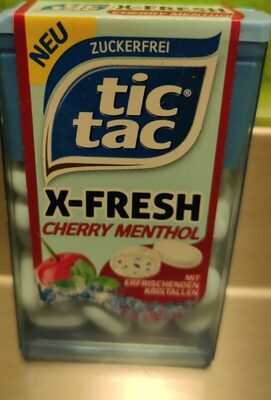 NEU
ZUCKERFREI
tic
tac
X-FRESH
CHERRY MENTHOL
MIT
ERFRISCHENDEN
KRISTALLEN